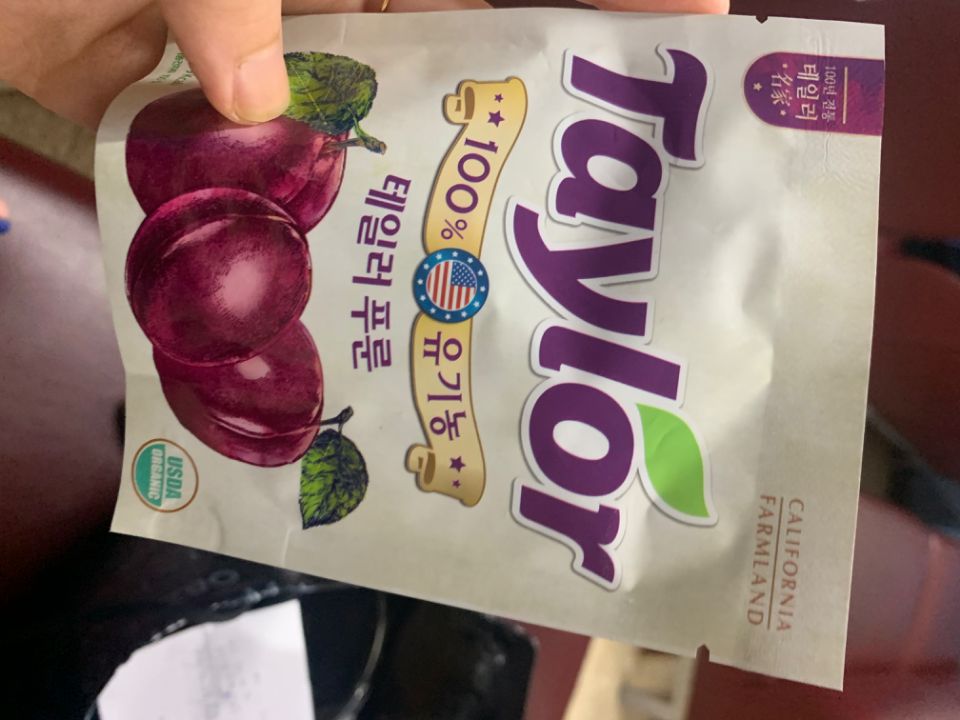 100년 전통
테일러
名家
CALIFORNIA
FARMLAND
Taylor
100% 유기농
테일러 푸룬
USDA
ORGANIC